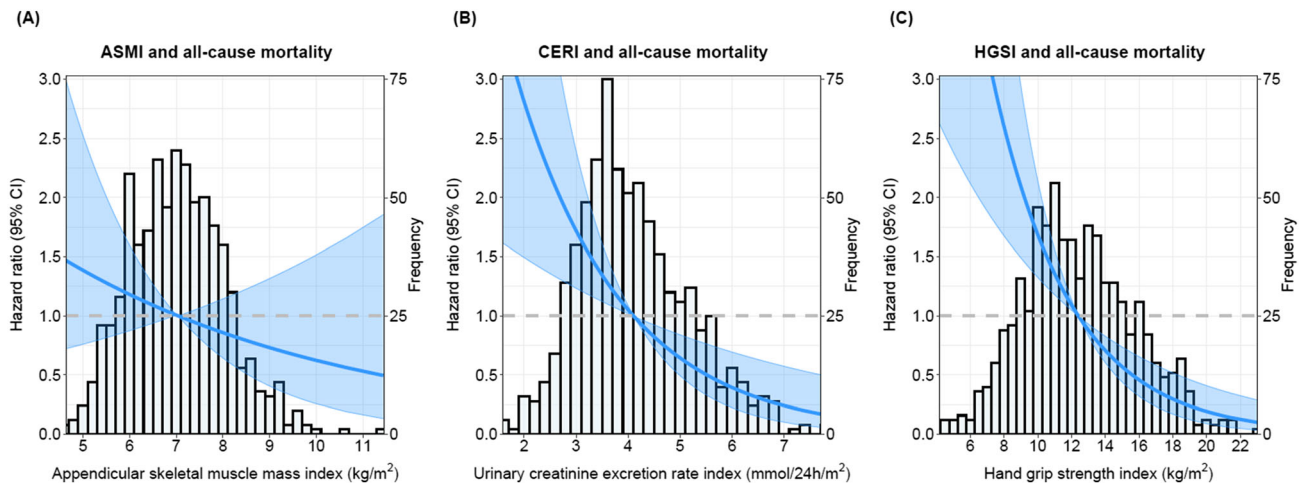 (A)
ASMI and all-cause mortality
Hazard ratio (95% CI)
3.0
2.5
2.0
1.5
1.0
0.5
0.0
75
50
25
0
Frequency
5 6 7 8 9 10 11
Appendicular skeletal muscle mass index (kg/m²)
(B)
CERI and all-cause mortality
Hazard ratio (95% CI)
3.0
2.5
2.0
1.5
1.0
0.5
0.0
75
50
25
0
Frequency
2 3 4 5 6 7
Urinary creatinine excretion rate index (mmol/24h/m²)
(C)
HGSI and all-cause mortality
Hazard ratio (95% CI)
3.0
2.5
2.0
1.5
1.0
0.5
0.0
75
50
25
0
Frequency
6 8 10 12 14 16 18 20 22
Hand grip strength index (kg/m²)